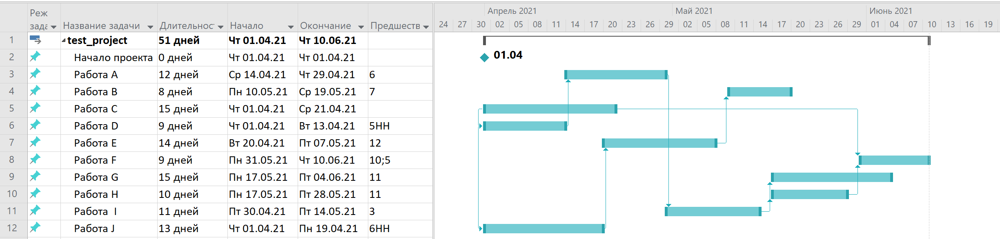 Реж
зада Название задачи Длительнос Начало Окончание Предшеств
Апрель 2021 Май 2021 Июнь 2021
24 27 30 02 05 08 11 14 17 20 23 26 29 02 05 08 11 14 17 20 23 26 29 01 04 07 10 13 16 19
1 test_project 51 дней Чт 01.04.21 Чт 10.06.21
2 Начало проекта 0 дней Чт 01.04.21 Чт 01.04.21 01.04
3 Работа A 12 дней Ср 14.04.21 Чт 29.04.21 6
4 Работа B 8 дней Пн 10.05.21 Ср 19.05.21 7
5 Работа C 15 дней Чт 01.04.21 Ср 21.04.21
6 Работа D 9 дней Чт 01.04.21 Вт 13.04.21 5НН
7 Работа E 14 дней Вт 20.04.21 Пт 07.05.21 12
8 Работа F 9 дней Пн 31.05.21 Чт 10.06.21 10;5
9 Работа G 15 дней Пн 17.05.21 Пт 04.06.21 11
10 Работа H 10 дней Пн 17.05.21 Пт 28.05.21 11
11 Работа I 11 дней Пт 30.04.21 Пт 14.05.21 3
12 Работа J 13 дней Чт 01.04.21 Пн 19.04.21 6НН